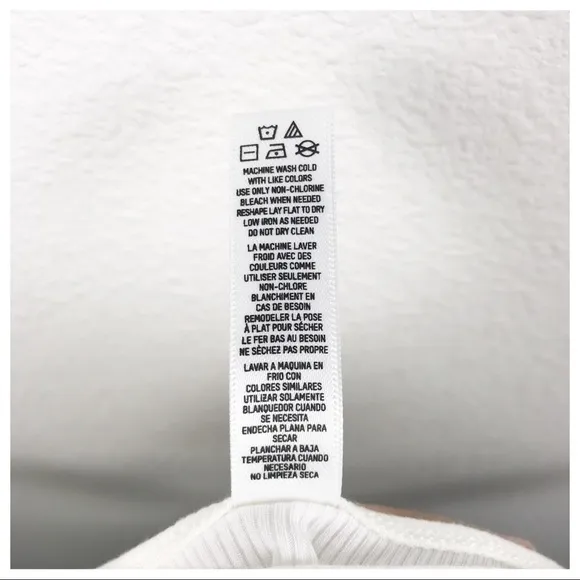 MACHINE WASH COLD
WITH LIKE COLORS
USE ONLY NON-CHLORINE
BLEACH WHEN NEEDED
RESHAPE LAY FLAT TO DRY
LOW IRON AS NEEDED
DO NOT DRY CLEAN
LA MACHINE LAVER
FROID AVEC DES
COULEURS COMME
UTILISER SEULEMENT
NON-CHLORE
BLANCHIMENT EN
CAS DE BESOIN
REMODELER LA POSE
À PLAT POUR SÉCHER
LE FER BAS AU BESOIN
NE SÉCHEZ PAS PROPRE
LAVAR A MAQUINA EN
FRIO CON
COLORES SIMILARES
UTILIZAR SOLAMENTE
BLANQUEDOR CUANDO
SE NECESITA
ENDECHA PLANA PARA
SECAR
PLANCHAR A BAJA
TEMPERATURA CUANDO
NECESARIO
NO LIMPIEZA SECA